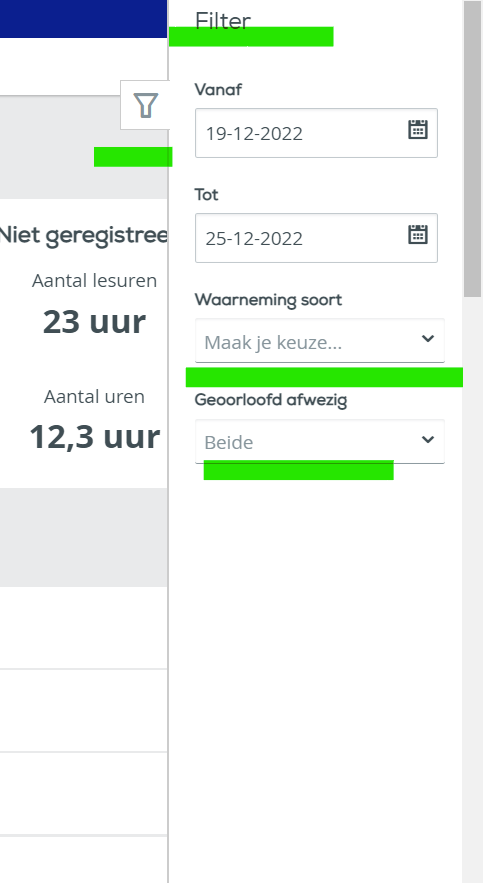 Filter
Vanaf
19-12-2022
Tot
25-12-2022
Niet geregistree
Aantal lesuren
23 uur
Waarneming soort
Maak je keuze...
Aantal uren
12,3 uur
Geoorloofd afwezig
Beide